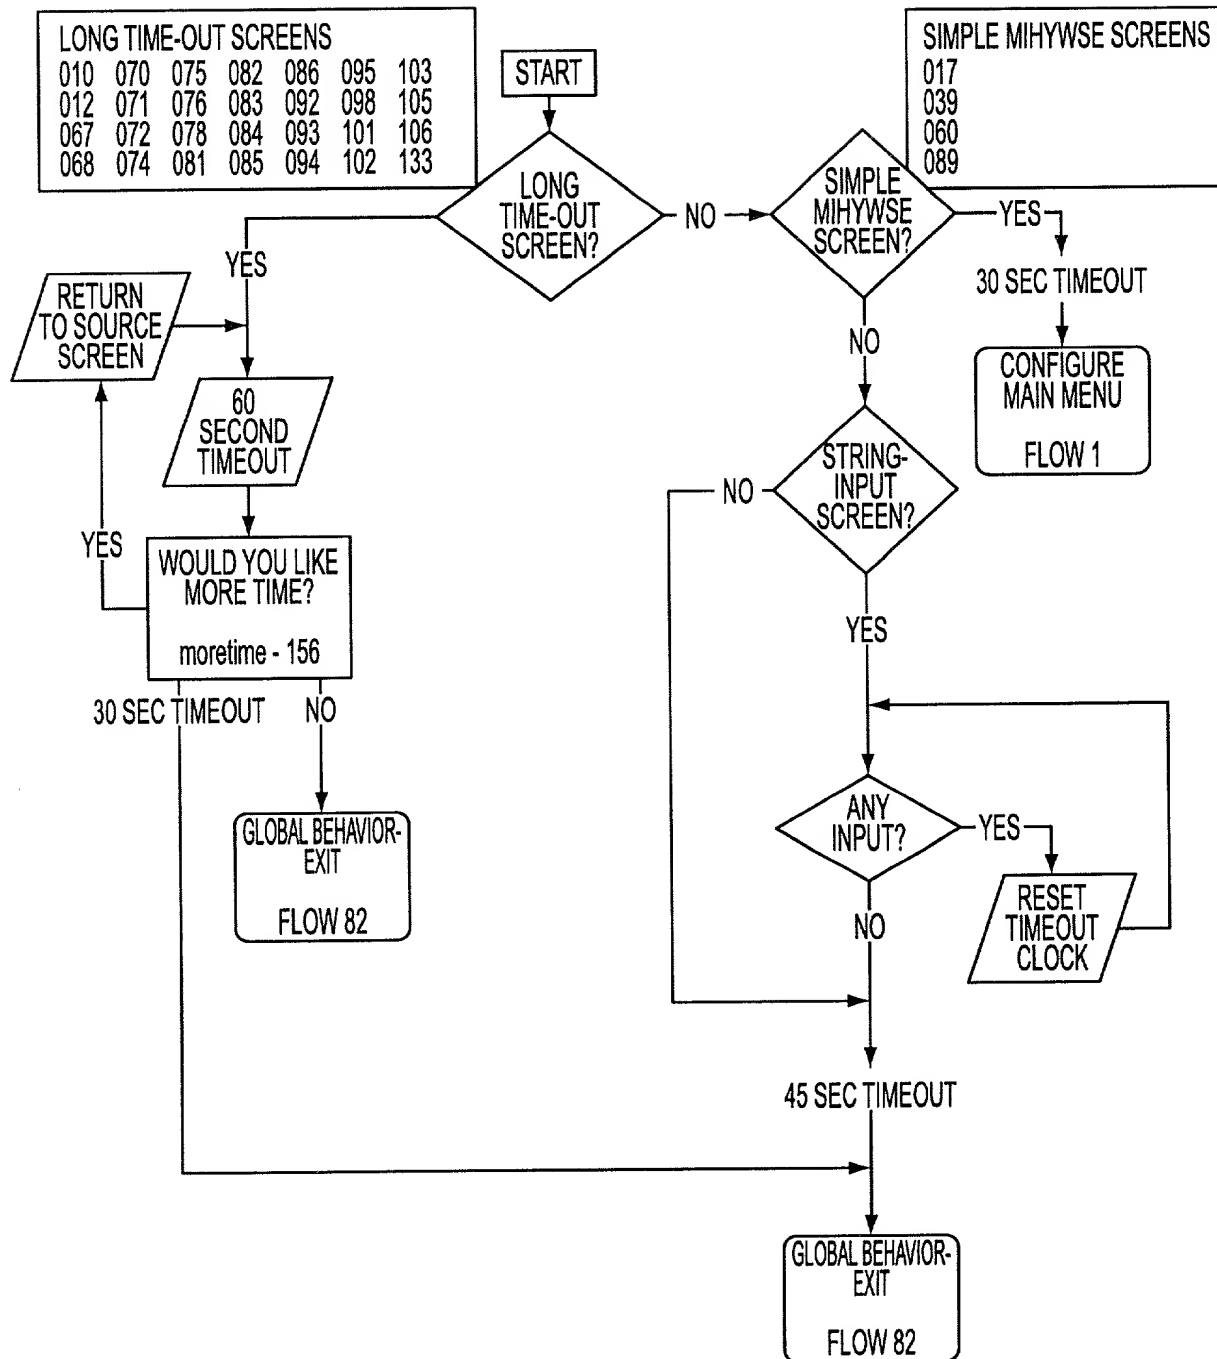 LONG TIME-OUT SCREENS
010 070 075 082 086 095 103
012 071 076 083 092 098 105
067 072 078 084 093 101 106
068 074 081 085 094 102 133
START
SIMPLE MIHYWSE SCREENS
017
039
060
089
LONG
TIME-OUT
SCREEN?
NO
SIMPLE
MIHYWSE
SCREEN?
YES
30 SEC TIMEOUT
CONFIGURE
MAIN MENU
FLOW 1
YES
RETURN
TO SOURCE
SCREEN
60
SECOND
TIMEOUT
YES
WOULD YOU LIKE
MORE TIME?
moretime - 156
30 SEC TIMEOUT
NO
GLOBAL BEHAVIOR-
EXIT
FLOW 82
NO
STRING-
INPUT
SCREEN?
NO
YES
ANY
INPUT?
YES
RESET
TIMEOUT
CLOCK
NO
45 SEC TIMEOUT
GLOBAL BEHAVIOR-
EXIT
FLOW 82